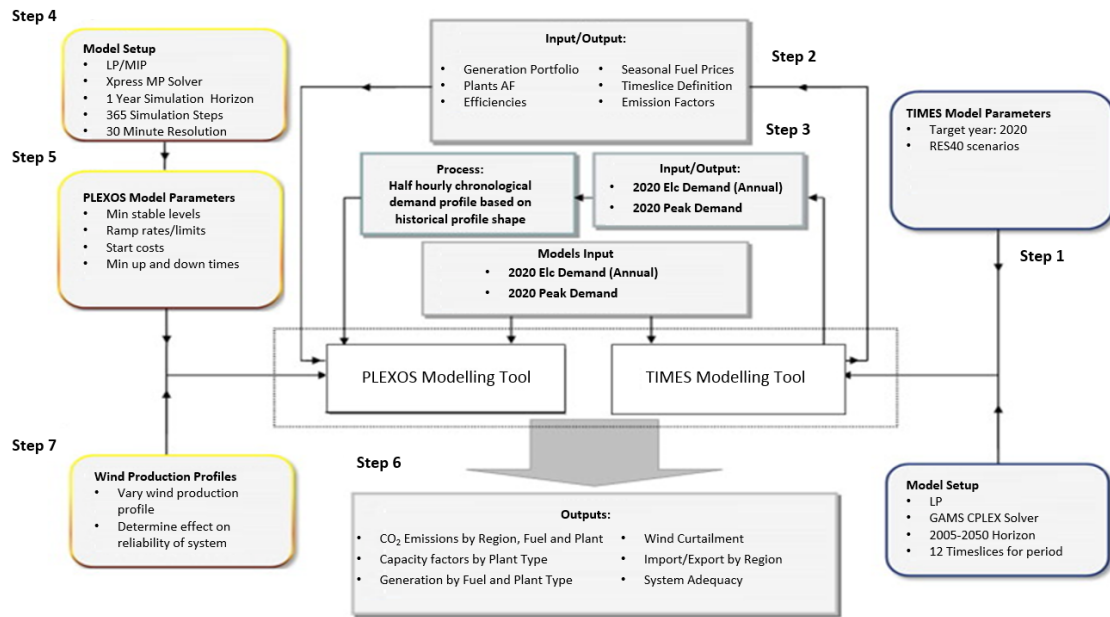 Step 4
Model Setup
• LP/MIP
• Xpress MP Solver
• 1 Year Simulation Horizon
• 365 Simulation Steps
• 30 Minute Resolution
Step 5
PLEXOS Model Parameters
• Min stable levels
• Ramp rates/limits
• Start costs
• Min up and down times
Step 7
Wind Production Profiles
• Vary wind production
profile
• Determine effect on
reliability of system
Input/Output:
• Generation Portfolio
• Plants AF
• Efficiencies
• Seasonal Fuel Prices
• Timeslice Definition
• Emission Factors
Step 2
Step 3
Process:
Half hourly chronological
demand profile based on
historical profile shape
Input/Output:
• 2020 Elc Demand (Annual)
• 2020 Peak Demand
Models Input
• 2020 Elc Demand (Annual)
• 2020 Peak Demand
PLEXOS Modelling Tool
TIMES Modelling Tool
Step 6
Outputs:
• CO₂ Emissions by Region, Fuel and Plant
• Capacity factors by Plant Type
• Generation by Fuel and Plant Type
• Wind Curtailment
• Import/Export by Region
• System Adequacy
TIMES Model Parameters
• Target year: 2020
• RES40 scenarios
Step 1
Model Setup
• LP
• GAMS CPLEX Solver
• 2005-2050 Horizon
• 12 Timeslices for period